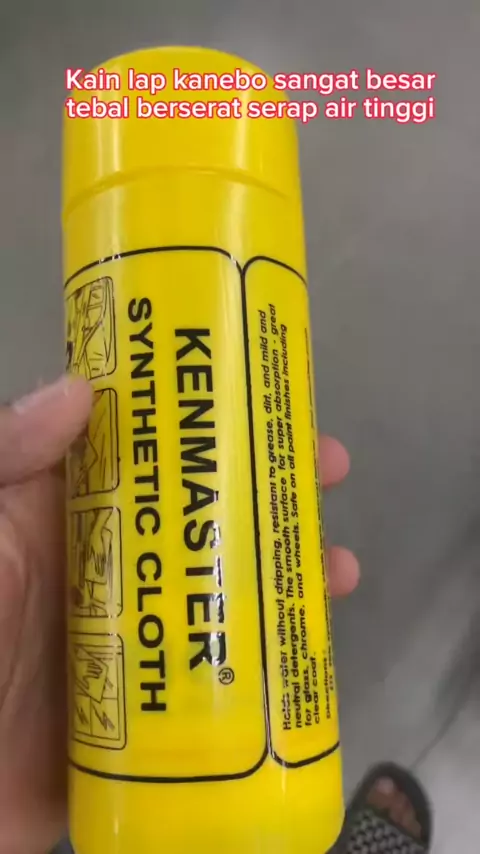 Kain lap kanebo sangat besar
tebal berserat serap air tinggi
KENMASTER®
SYNTHETIC CLOTH
Holds water without dripping, resistant to grease, dirt, and mild and
neutral detergents. The smooth surface for super absorption - great
for glass, chrome, and wheels. Safe on all paint finishes including
clear coat.
Directions :